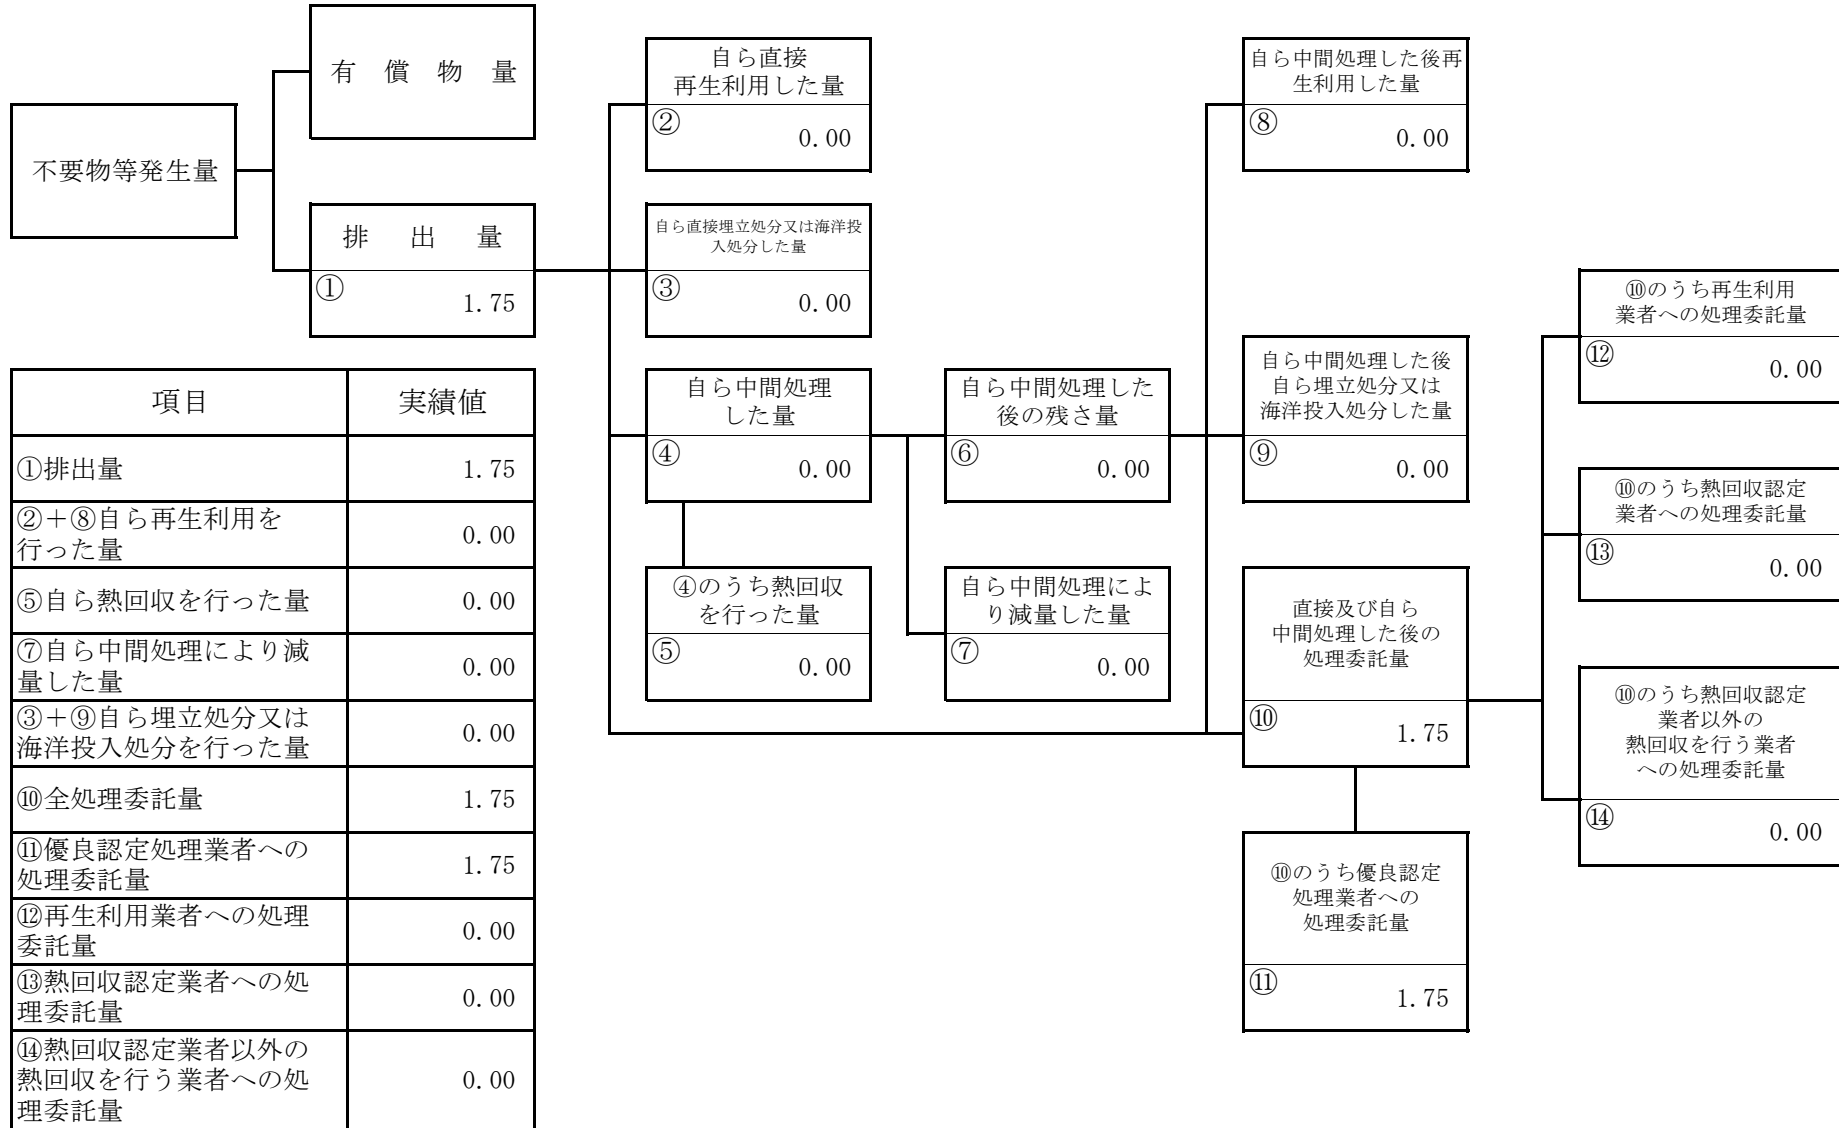 有償物量
不要物等発生量
排出量
①
1.75
自ら直接
再生利用した量
②
0.00
自ら直接埋立処分又は海洋投
入処分した量
③
0.00
自ら中間処理
した量
④
0.00
④のうち熱回収
を行った量
⑤
0.00
自ら中間処理した
後の残さ量
⑥
0.00
自ら中間処理によ
り減量した量
⑦
0.00
自ら中間処理した後再
生利用した量
⑧
0.00
自ら中間処理した後
自ら埋立処分又は
海洋投入処分した量
⑨
0.00
直接及び自ら
中間処理した後の
処理委託量
⑩
1.75
⑩のうち優良認定
処理業者への
処理委託量
⑪
1.75
⑩のうち再生利用
業者への処理委託量
⑫
0.00
⑩のうち熱回収認定
業者への処理委託量
⑬
0.00
⑩のうち熱回収認定
業者以外の
熱回収を行う業者
への処理委託量
⑭
0.00
項目 実績値
①排出量 1.75
②＋⑧自ら再生利用を
行った量 0.00
⑤自ら熱回収を行った量 0.00
⑦自ら中間処理により減
量した量 0.00
③＋⑨自ら埋立処分又は
海洋投入処分を行った量 0.00
⑩全処理委託量 1.75
⑪優良認定処理業者への
処理委託量 1.75
⑫再生利用業者への処理
委託量 0.00
⑬熱回収認定業者への処
理委託量 0.00
⑭熱回収認定業者以外の
熱回収を行う業者への処
理委託量 0.00